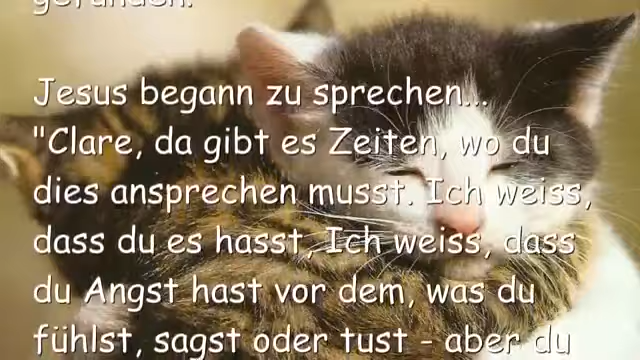 gefunden.
Jesus begann zu sprechen...
"Clare, da gibt es Zeiten, wo du
dies ansprechen musst. Ich weiss,
dass du es hasst, Ich weiss, dass
du Angst hast vor dem, was du
fühlst, sagst oder tust - aber du